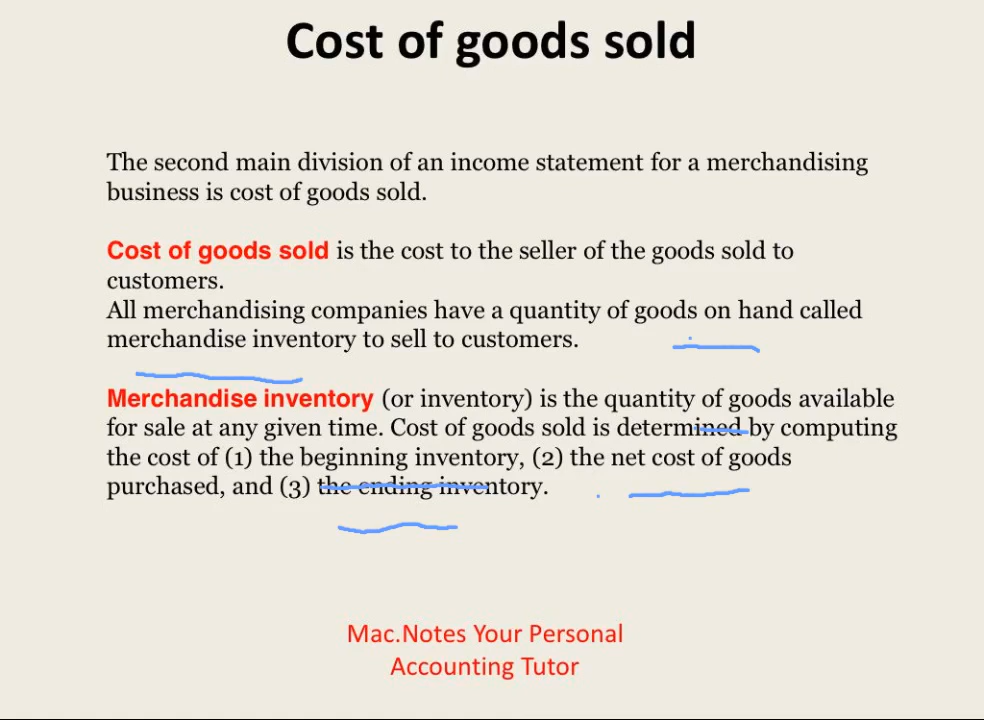 Cost of goods sold
The second main division of an income statement for a merchandising
business is cost of goods sold.
Cost of goods sold is the cost to the seller of the goods sold to
customers.
All merchandising companies have a quantity of goods on hand called
merchandise inventory to sell to customers.
Merchandise inventory (or inventory) is the quantity of goods available
for sale at any given time. Cost of goods sold is determined by computing
the cost of (1) the beginning inventory, (2) the net cost of goods
purchased, and (3) the ending inventory.
Mac.Notes Your Personal
Accounting Tutor